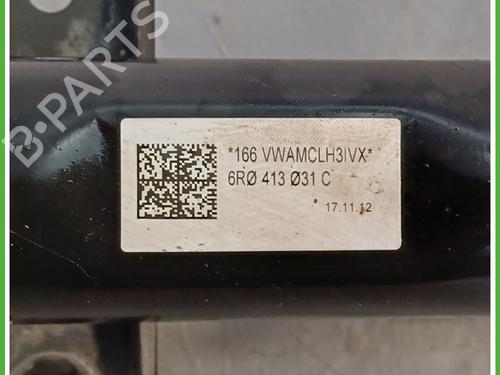 B-PARTS
*166 VWAMCLH3IVX*
6RØ 413 Ø31 C
17.11.12